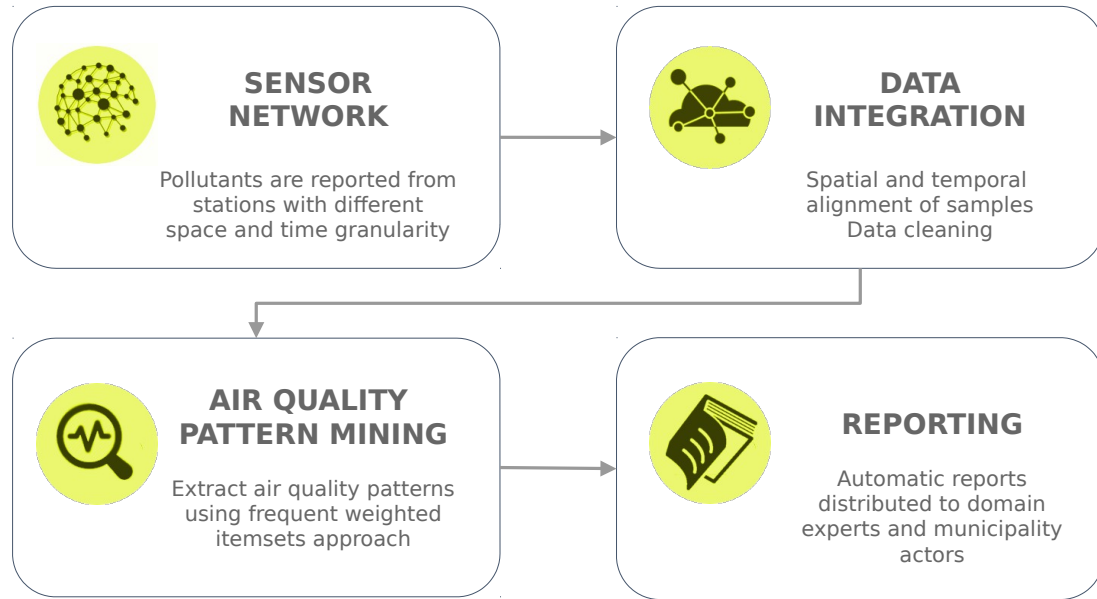 SENSOR
NETWORK
Pollutants are reported from
stations with different
space and time granularity
DATA
INTEGRATION
Spatial and temporal
alignment of samples
Data cleaning
AIR QUALITY
PATTERN MINING
Extract air quality patterns
using frequent weighted
itemsets approach
REPORTING
Automatic reports
distributed to domain
experts and municipality
actors